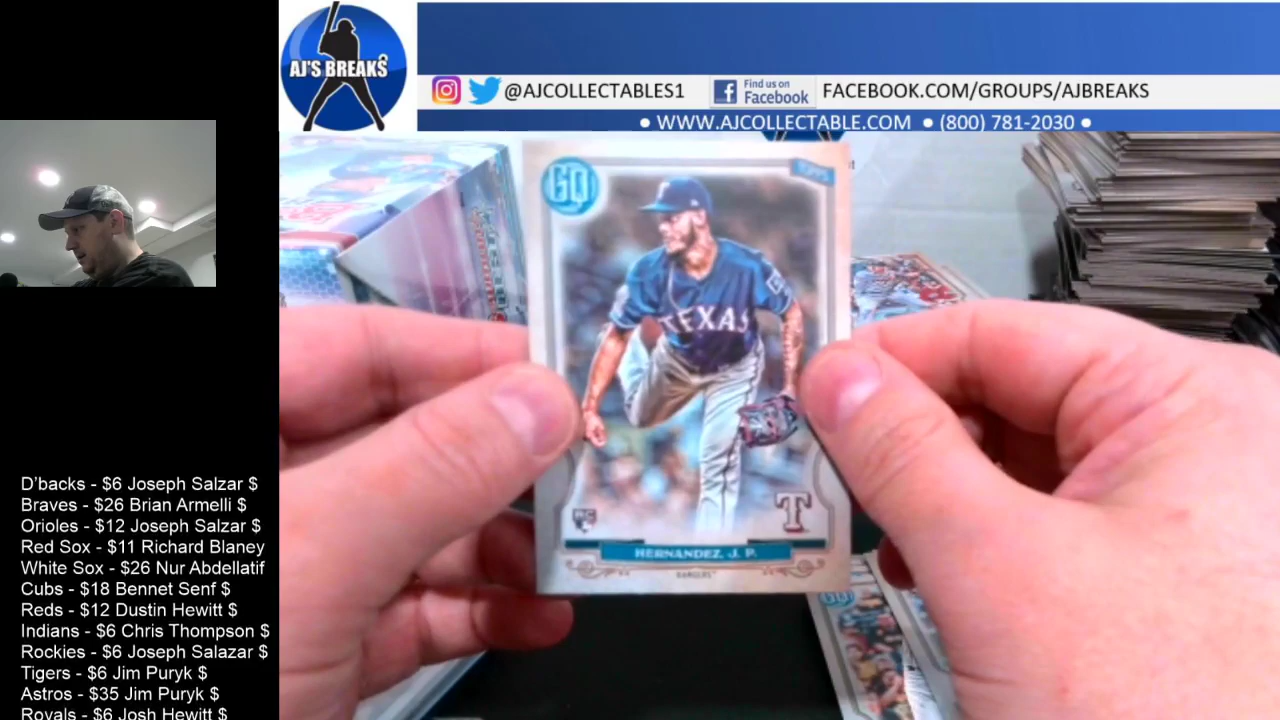 AJ'S BREAKS
@AJCOLLECTABLES1
Find us on
Facebook
FACEBOOK.COM/GROUPS/AJBREAKS
• WWW.AJCOLLECTABLE.COM • (800) 781-2030 •
GQ
TOPPS
TEXAS
T
RC
HERNANDEZ, J. P.
RANGERS
GQ
D'backs - $6 Joseph Salzar $
Braves - $26 Brian Armelli $
Orioles - $12 Joseph Salzar $
Red Sox - $11 Richard Blaney
White Sox - $26 Nur Abdellatif
Cubs - $18 Bennet Senf $
Reds - $12 Dustin Hewitt $
Indians - $6 Chris Thompson $
Rockies - $6 Joseph Salazar $
Tigers - $6 Jim Puryk $
Astros - $35 Jim Puryk $
Royals - $6 Josh Hewitt $